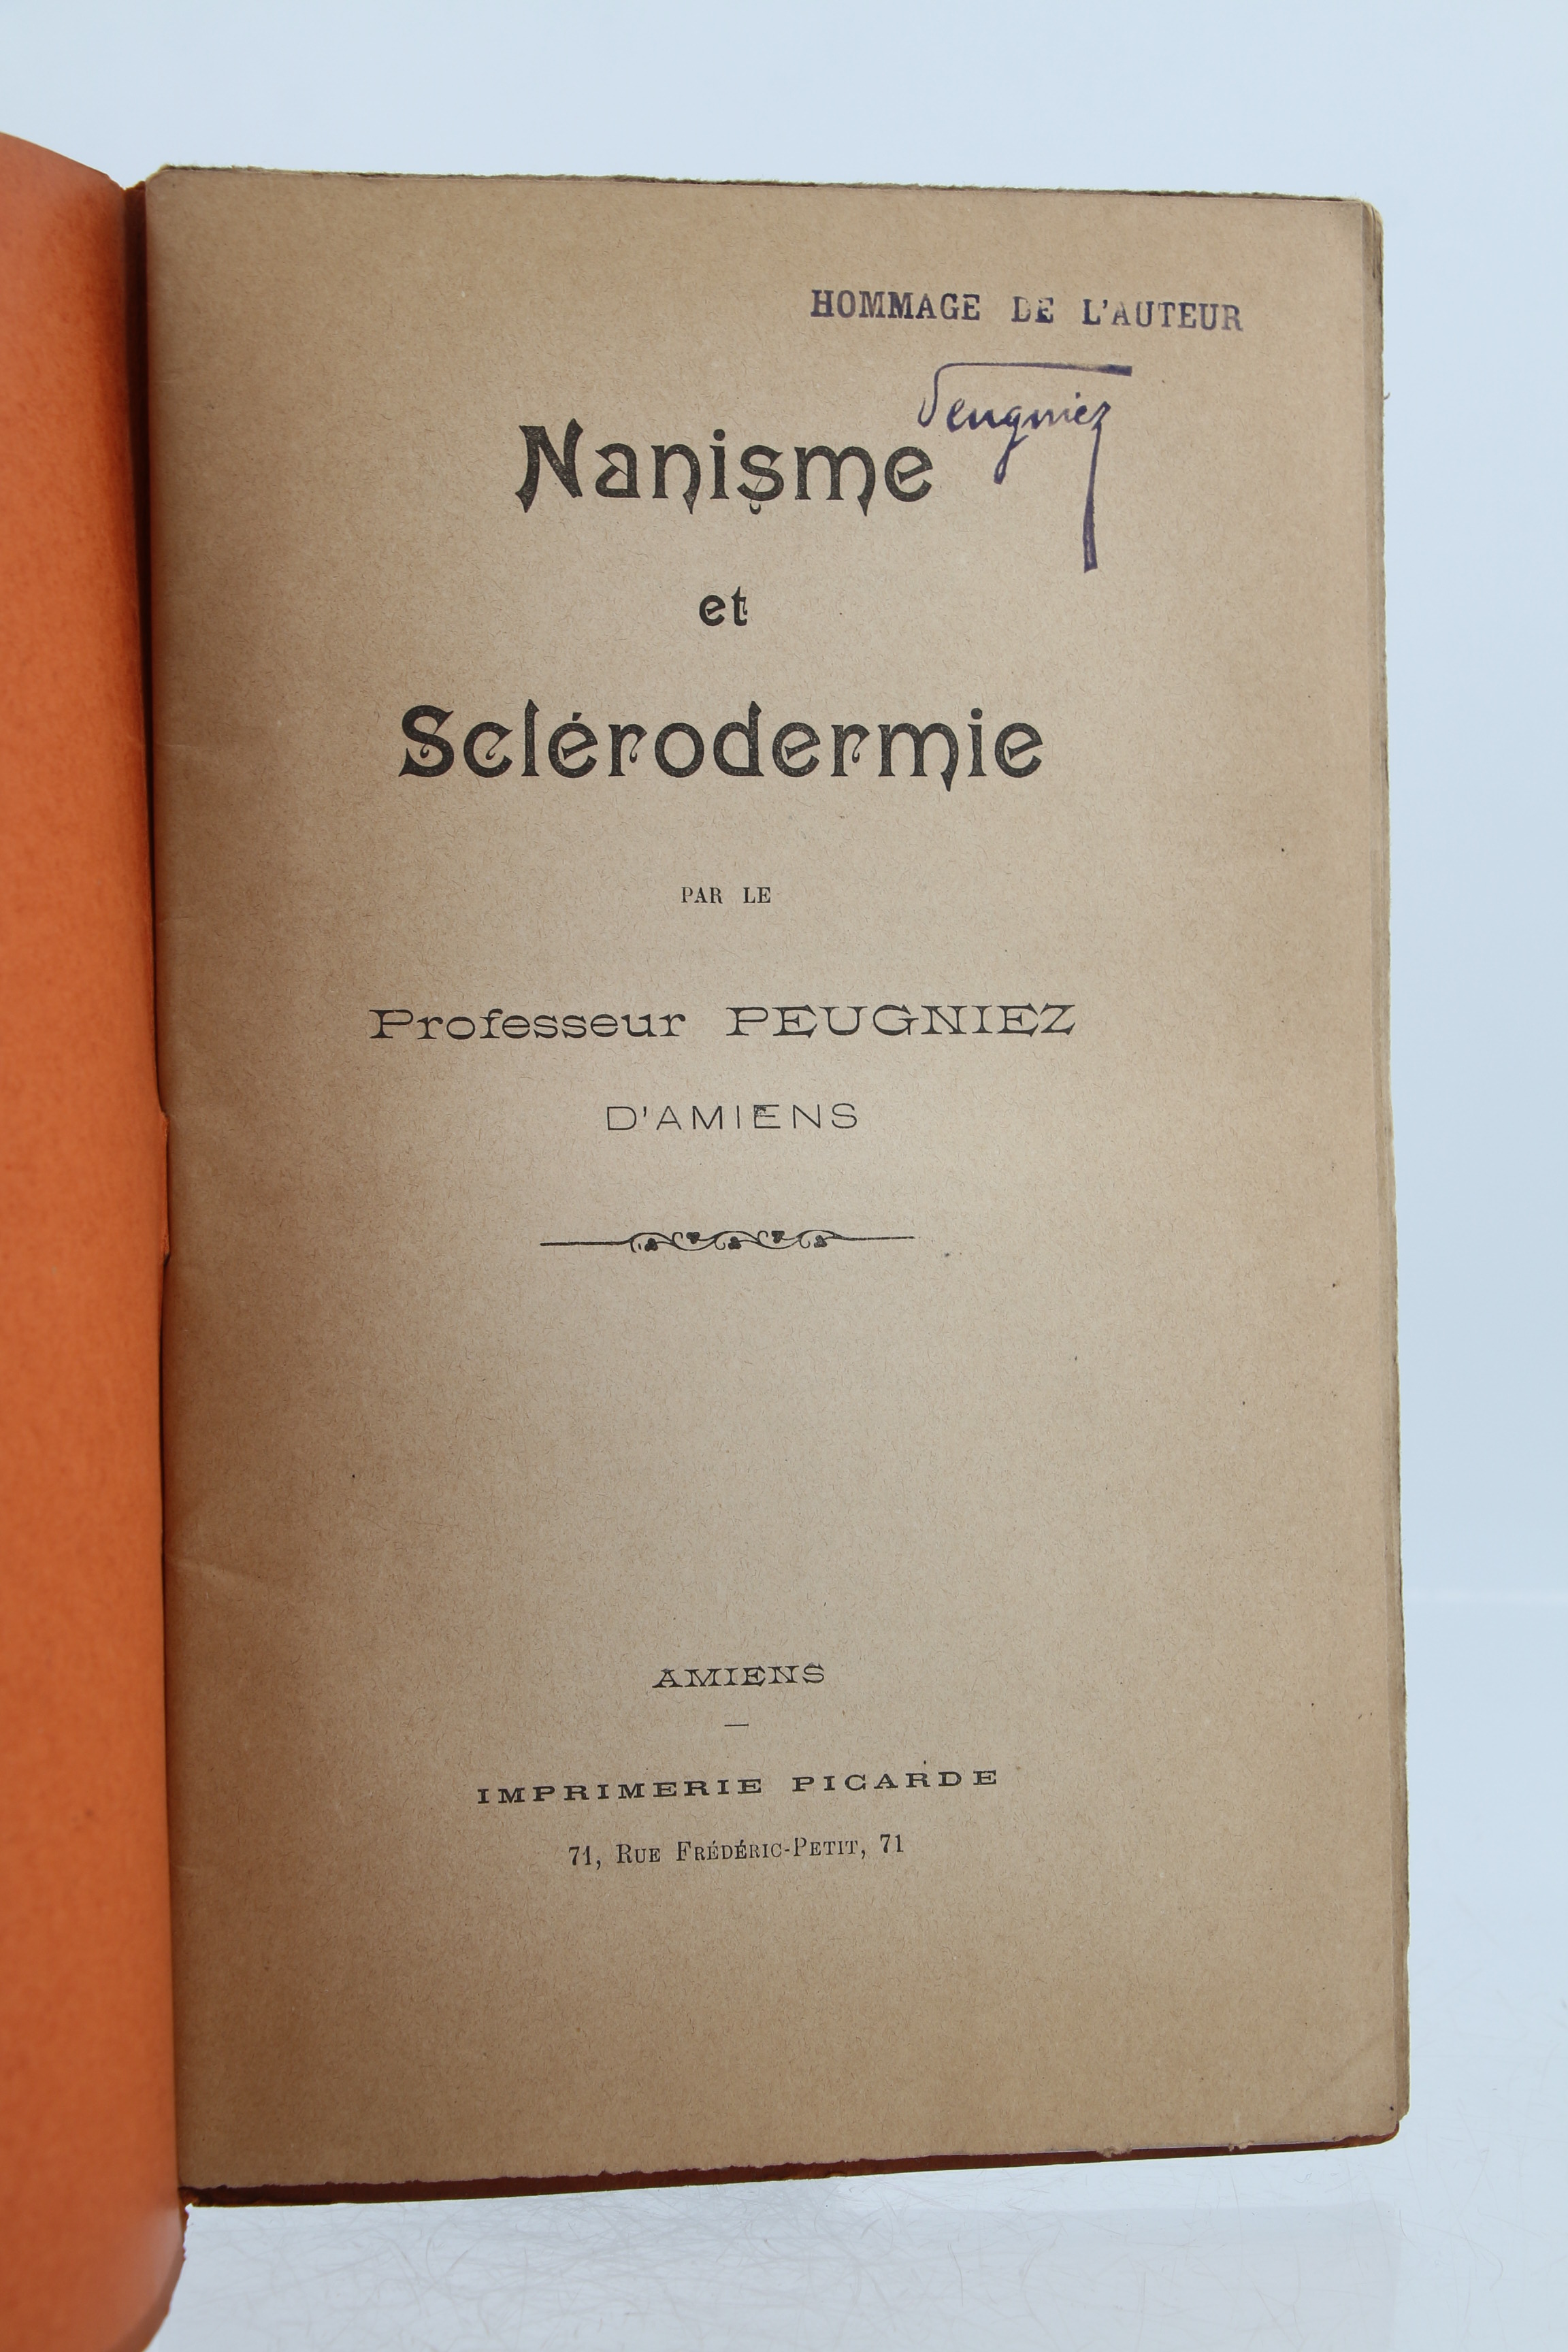 HOMMAGE DE L'AUTEUR
Peugniez
Nanisme
et
Sclérodermie
PAR LE
Professeur PEUGNIEZ
D'AMIENS
AMIENS
—
IMPRIMERIE PICARDE
71, RUE FRÉDÉRIC-PETIT, 71